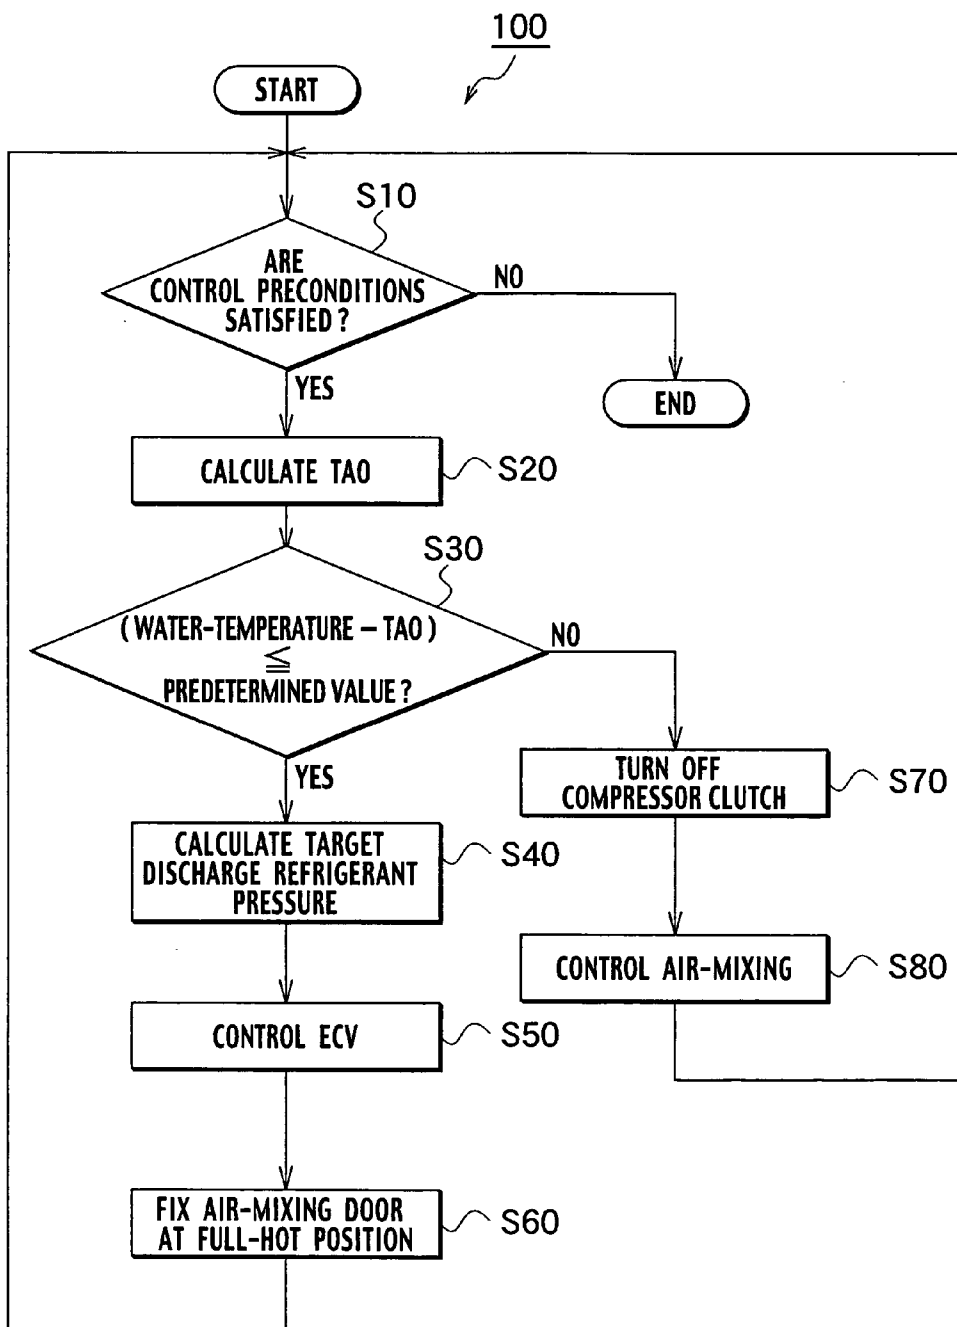 100
START
S10
ARE
CONTROL PRECONDITIONS
SATISFIED ?
NO
YES
END
CALCULATE TAO
S20
S30
( WATER-TEMPERATURE – TAO )
≦
PREDETERMINED VALUE ?
NO
YES
TURN OFF
COMPRESSOR CLUTCH
S70
CALCULATE TARGET
DISCHARGE REFRIGERANT
PRESSURE
S40
CONTROL AIR-MIXING
S80
CONTROL ECV
S50
FIX AIR-MIXING DOOR
AT FULL-HOT POSITION
S60